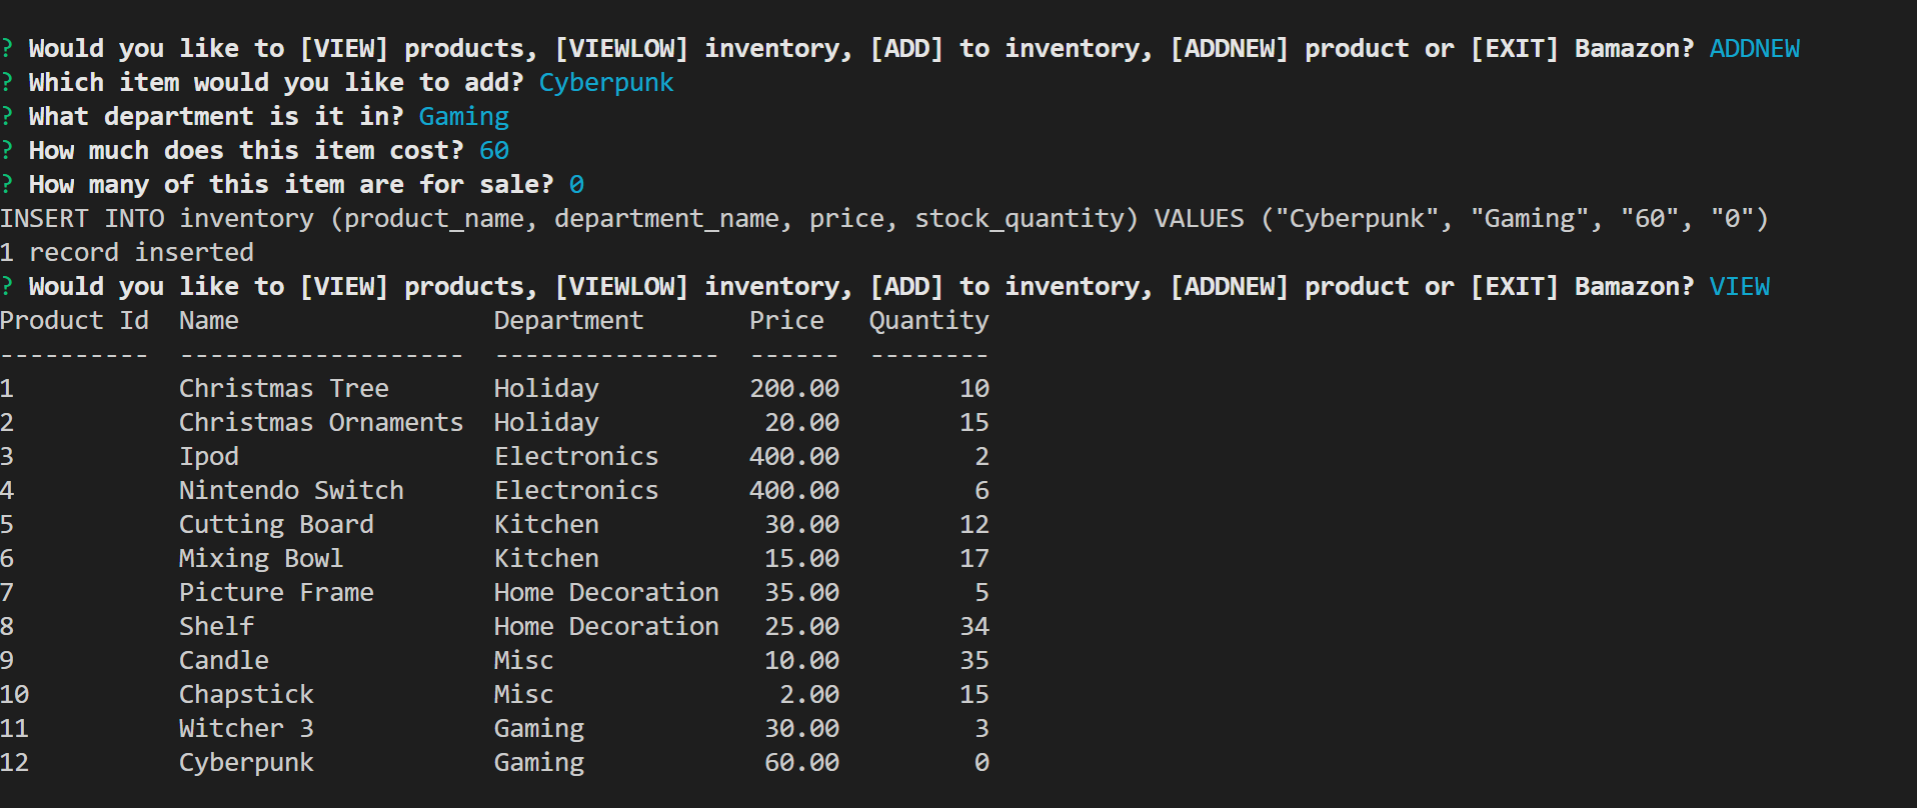 ? Would you like to [VIEW] products, [VIEWLOW] inventory, [ADD] to inventory, [ADDNEW] product or [EXIT] Bamazon? ADDNEW
? Which item would you like to add? Cyberpunk
? What department is it in? Gaming
? How much does this item cost? 60
? How many of this item are for sale? 0
INSERT INTO inventory (product_name, department_name, price, stock_quantity) VALUES ("Cyberpunk", "Gaming", "60", "0")
1 record inserted
? Would you like to [VIEW] products, [VIEWLOW] inventory, [ADD] to inventory, [ADDNEW] product or [EXIT] Bamazon? VIEW
Product Id  Name                 Department       Price   Quantity
----------  -------------------  ---------------  ------  --------
1           Christmas Tree       Holiday          200.00        10
2           Christmas Ornaments  Holiday           20.00        15
3           Ipod                 Electronics      400.00         2
4           Nintendo Switch      Electronics      400.00         6
5           Cutting Board        Kitchen           30.00        12
6           Mixing Bowl          Kitchen           15.00        17
7           Picture Frame        Home Decoration   35.00         5
8           Shelf                Home Decoration   25.00        34
9           Candle               Misc              10.00        35
10          Chapstick            Misc               2.00        15
11          Witcher 3            Gaming            30.00         3
12          Cyberpunk            Gaming            60.00         0